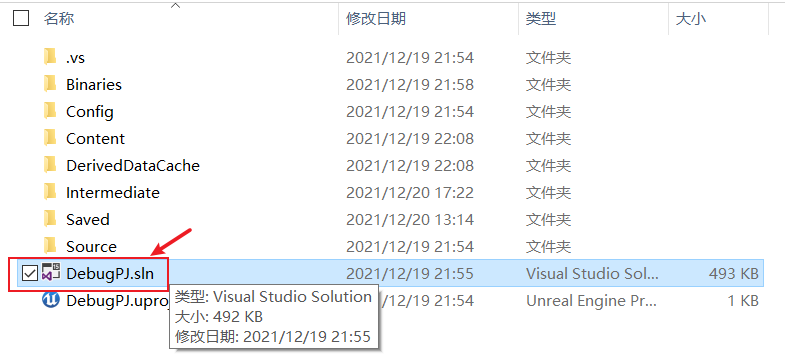 名称 修改日期 类型 大小
.vs 2021/12/19 21:54 文件夹
Binaries 2021/12/19 21:58 文件夹
Config 2021/12/19 21:54 文件夹
Content 2021/12/19 22:08 文件夹
DerivedDataCache 2021/12/19 22:08 文件夹
Intermediate 2021/12/20 17:22 文件夹
Saved 2021/12/20 13:14 文件夹
Source 2021/12/19 21:54 文件夹
DebugPJ.sln 2021/12/19 21:55 Visual Studio Sol... 493 KB
DebugPJ.uproj 2021/12/19 21:54 Unreal Engine Pr... 1 KB
类型: Visual Studio Solution
大小: 492 KB
修改日期: 2021/12/19 21:55